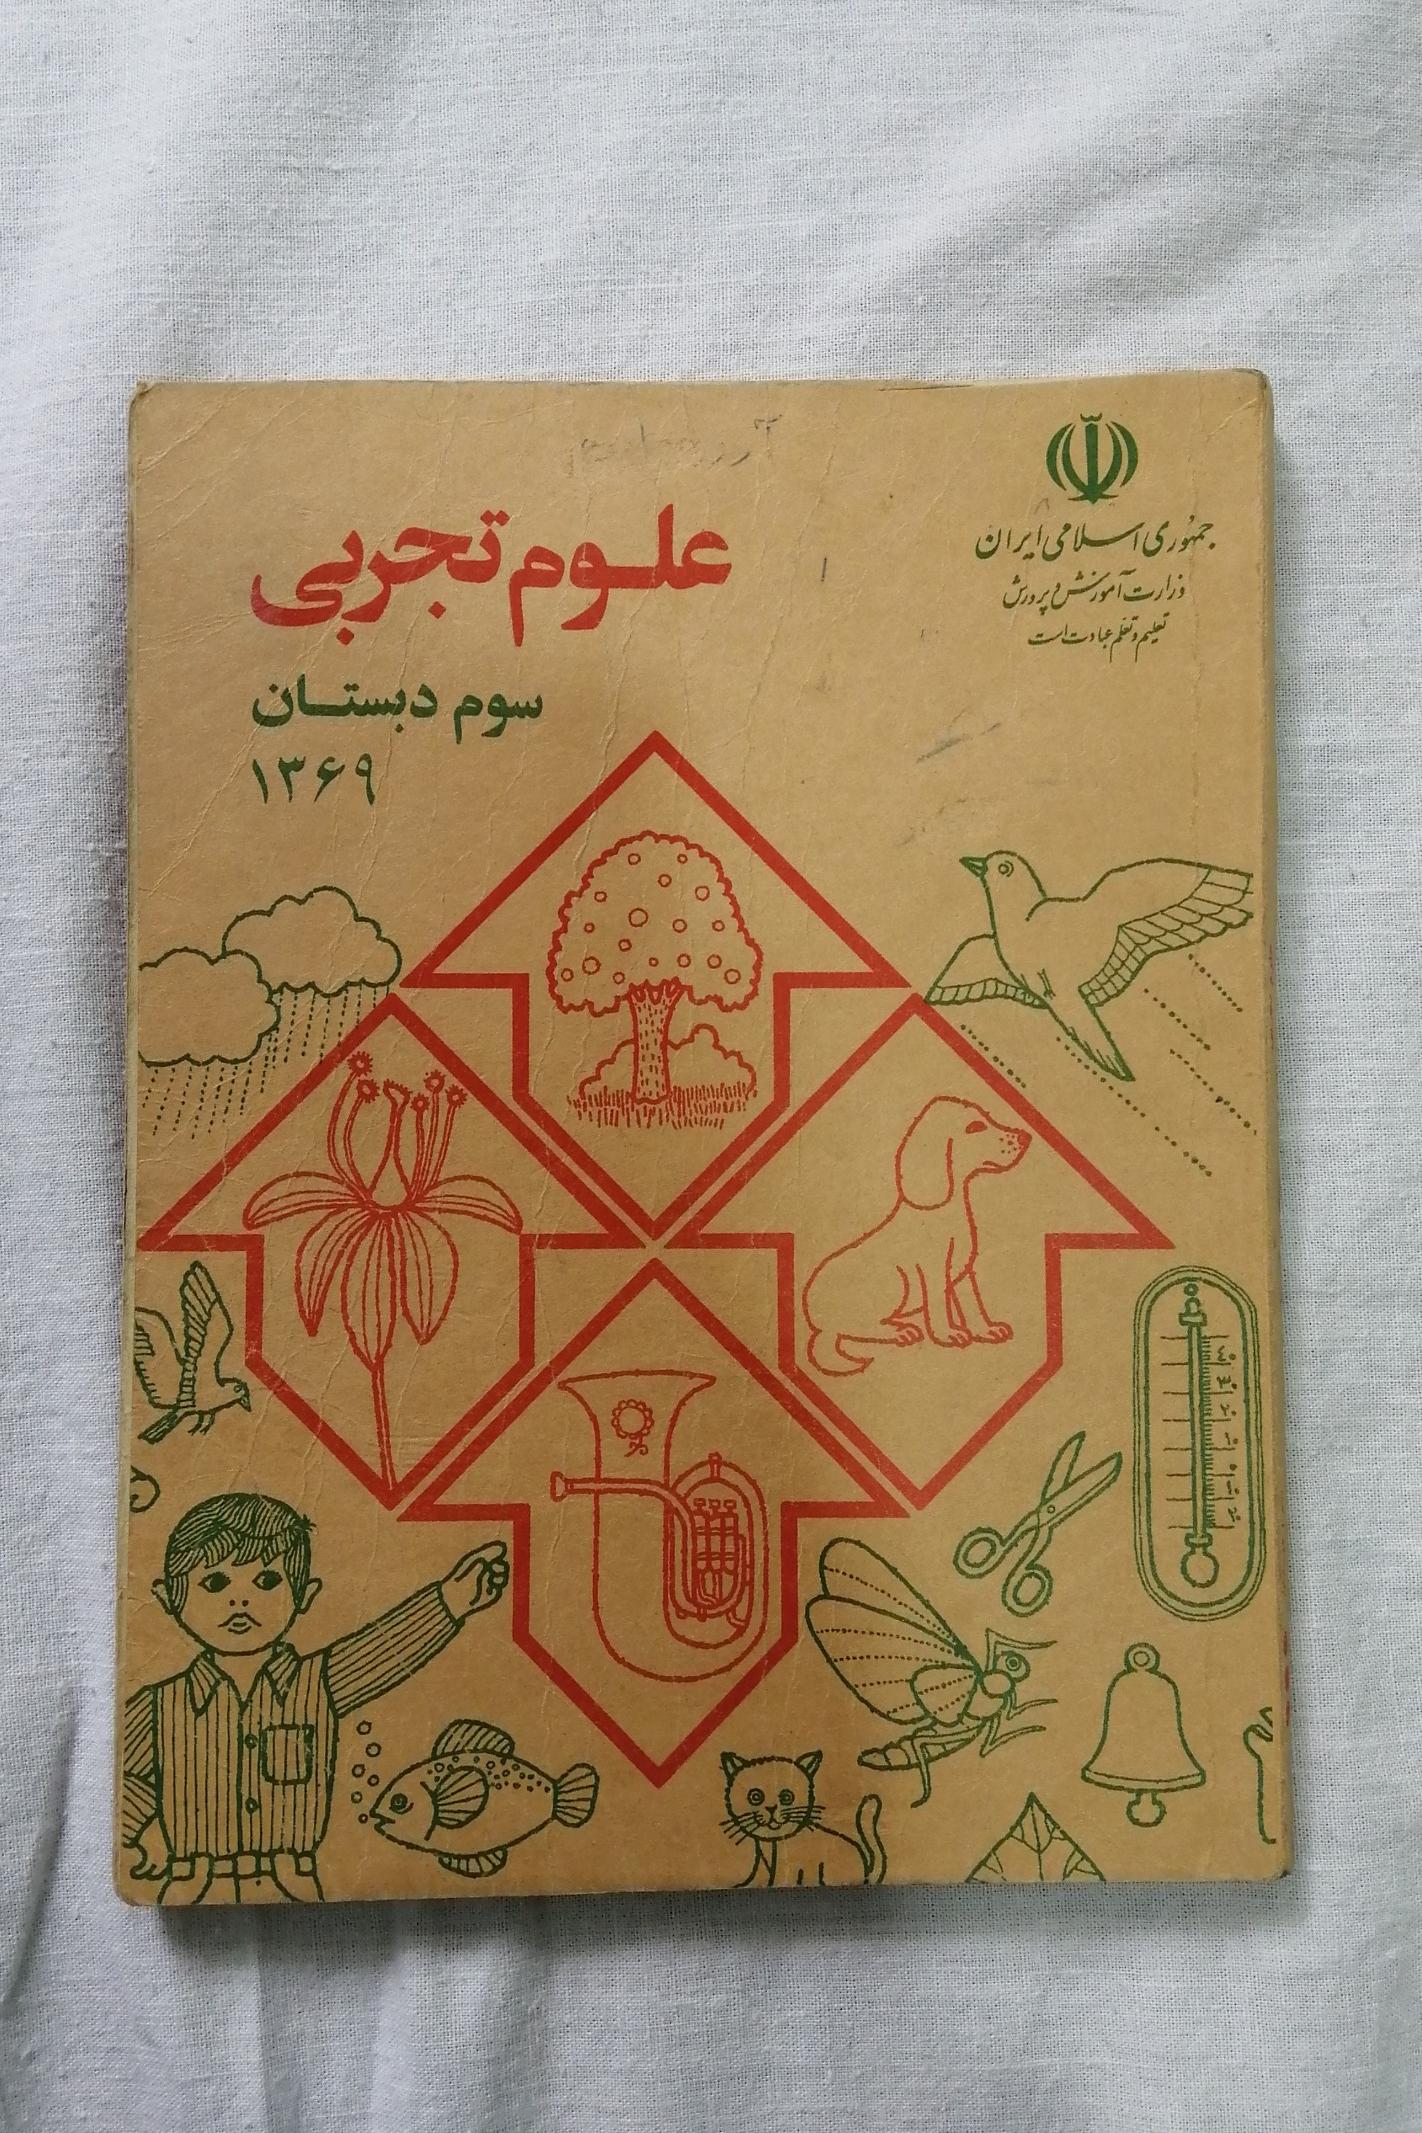 جمهوری اسلامی ایران
وزارت آموزش و پرورش
تعلیم و تعلم عبادت است
علوم تجربی
سوم دبستان
۱۳۶۹